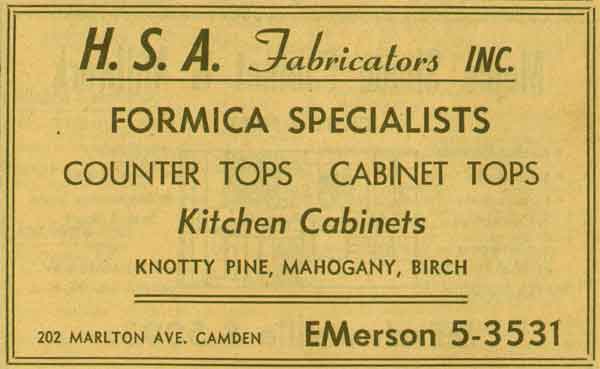 H. S. A. Fabricators INC.
FORMICA SPECIALISTS
COUNTER TOPS CABINET TOPS
Kitchen Cabinets
KNOTTY PINE, MAHOGANY, BIRCH
202 MARLTON AVE. CAMDEN EMerson 5-3531